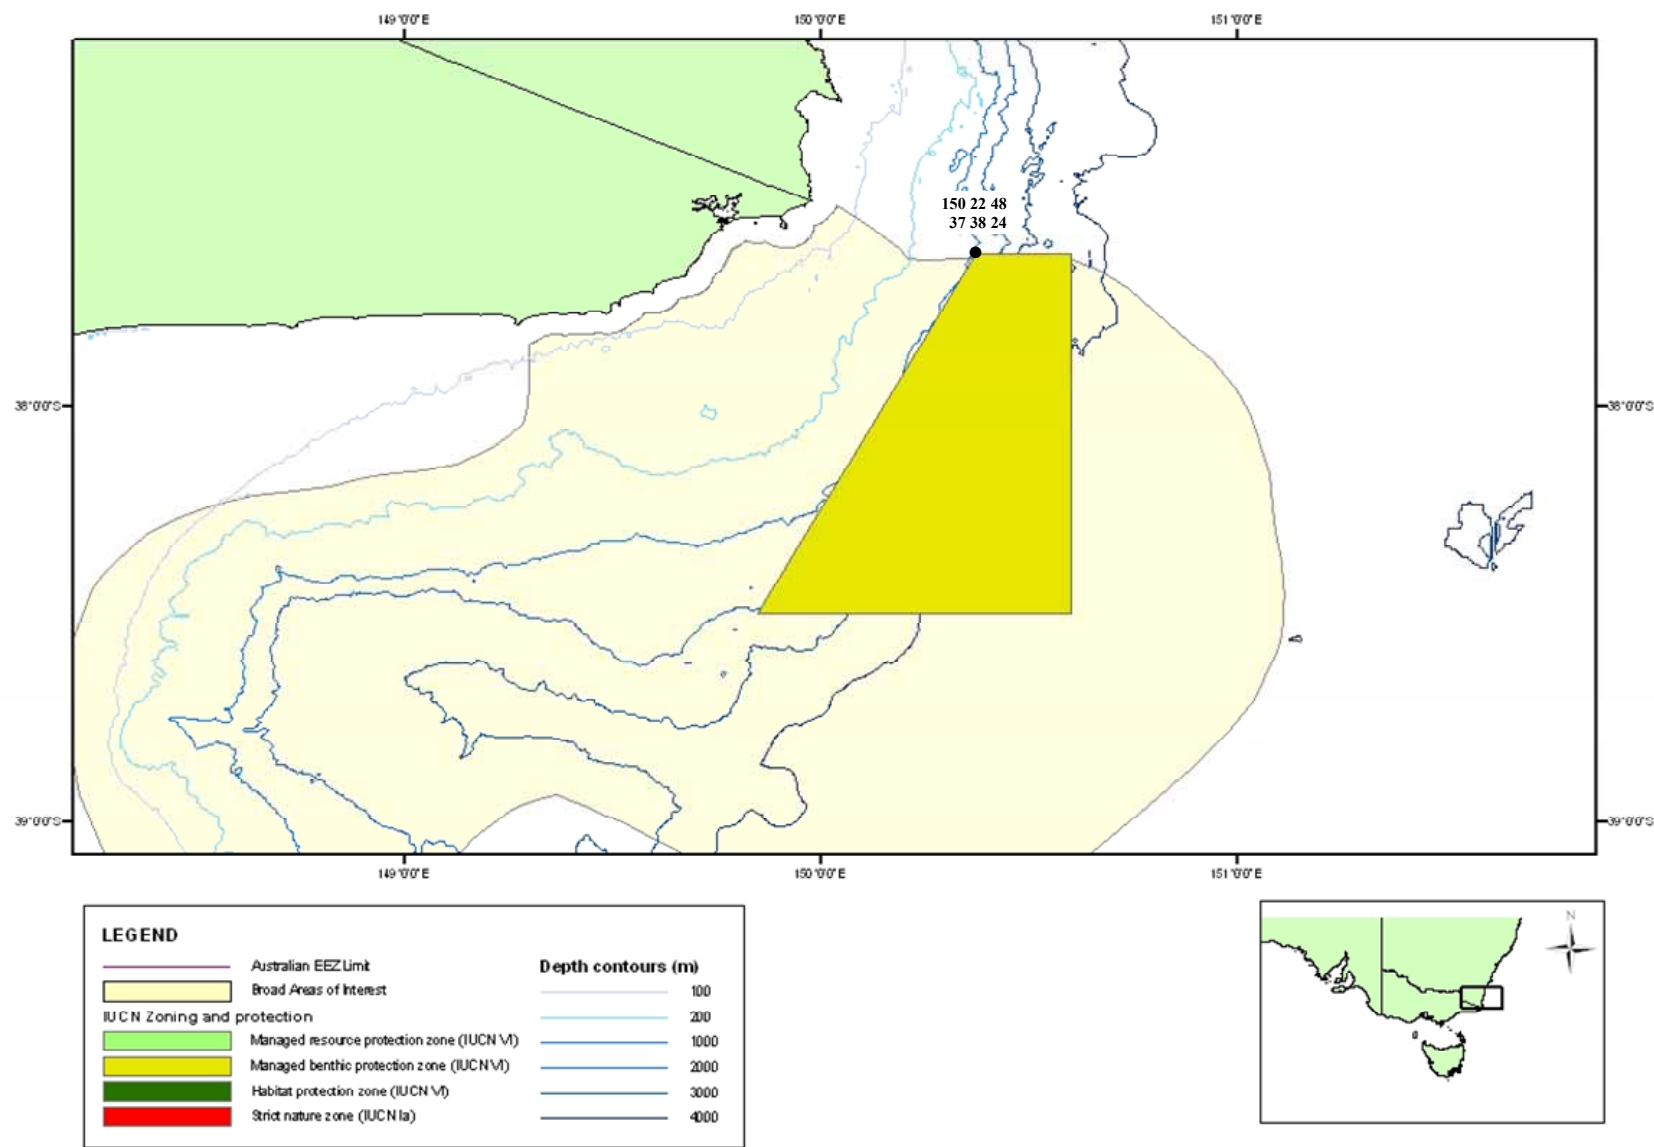 149°0'0"E 150°0'0"E 151°0'0"E
150 22 48
37 38 24
38°0'0"S 38°0'0"S
39°0'0"S 39°0'0"S
149°0'0"E 150°0'0"E 151°0'0"E
LEGEND
Australian EEZ Limit
Broad Areas of Interest
IUCN Zoning and protection
Managed resource protection zone (IUCN VI)
Managed benthic protection zone (IUCN VI)
Habitat protection zone (IUCN VI)
Strict nature zone (IUCN Ia)
Depth contours (m)
100
200
1000
2000
3000
4000
N